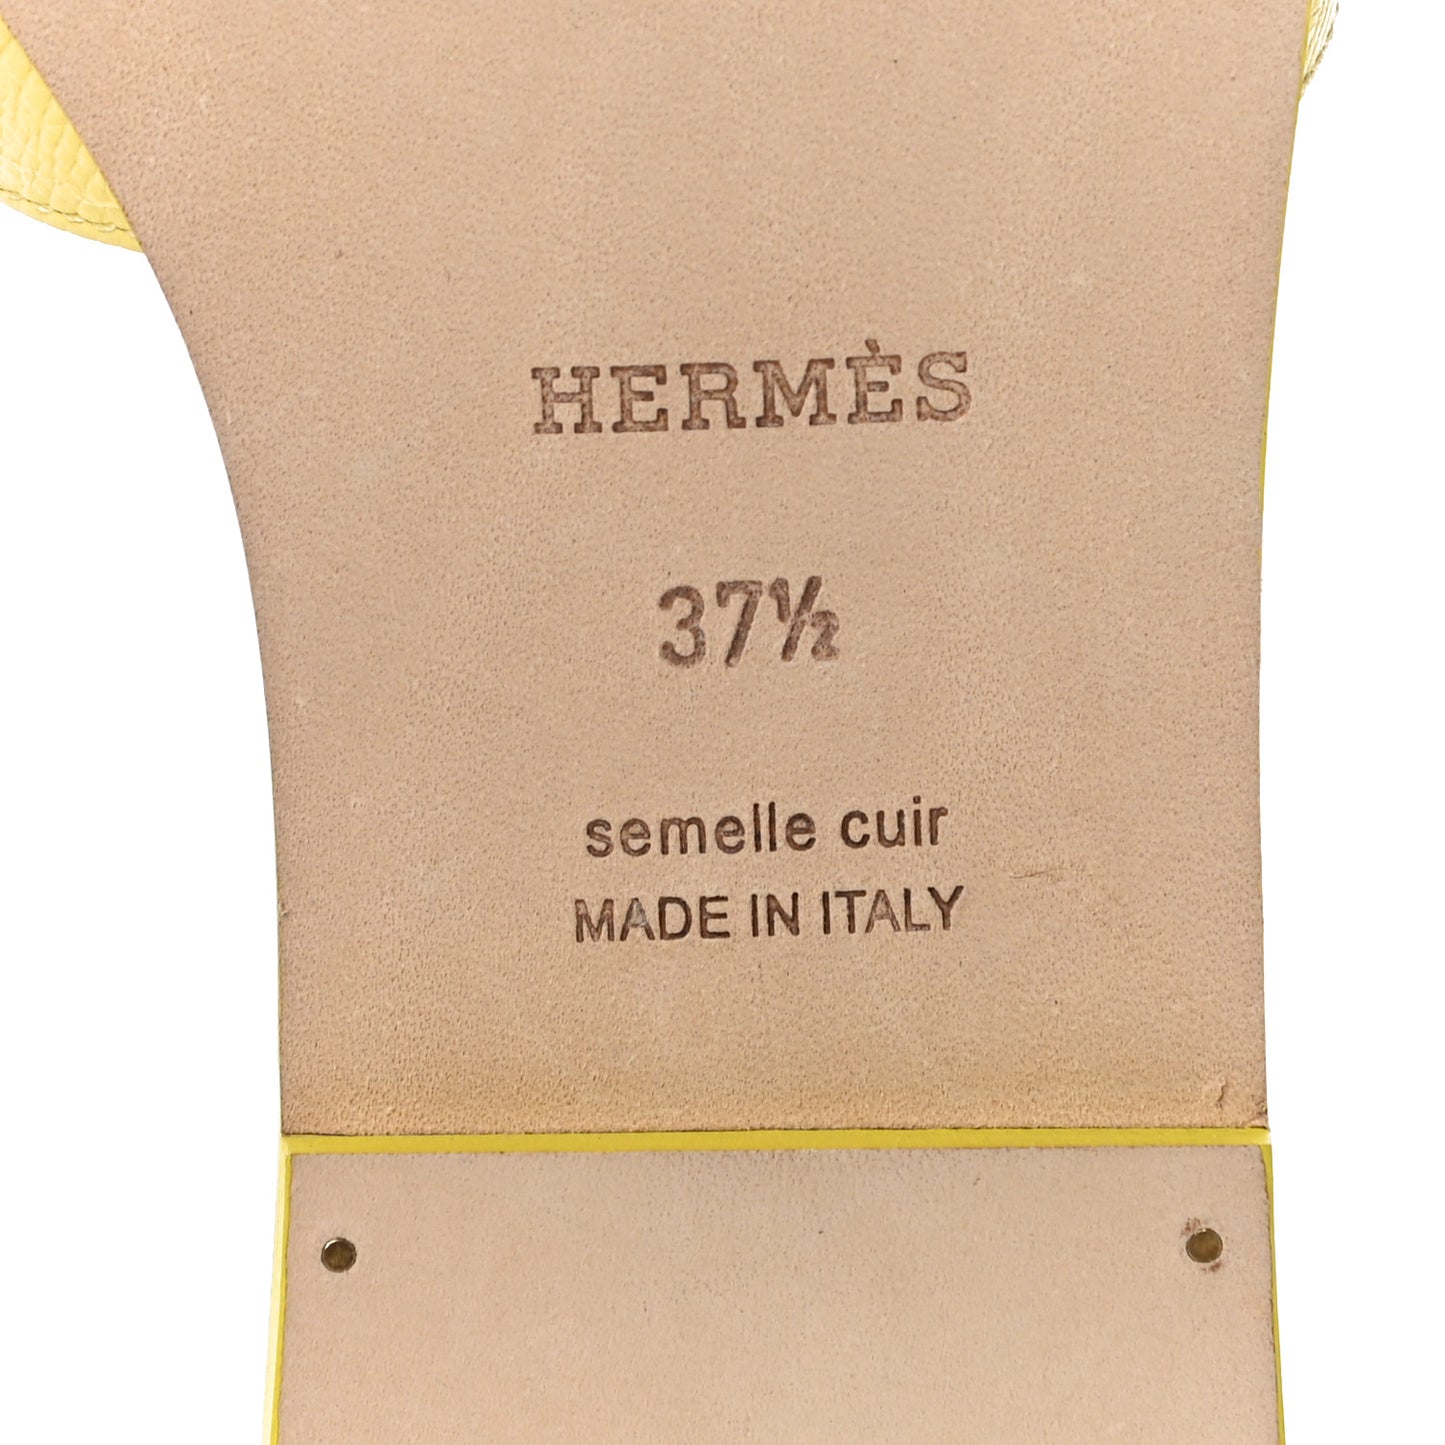 HERMÈS
37½
semelle cuir
MADE IN ITALY